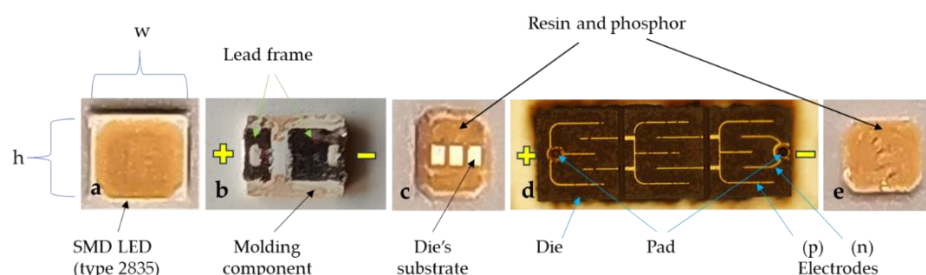 Resin and phosphor
w
Lead frame
h
a
+
b
−
c
+
d
−
e
SMD LED
(type 2835)
Molding
component
Die's
substrate
Die
Pad
(p) (n)
Electrodes